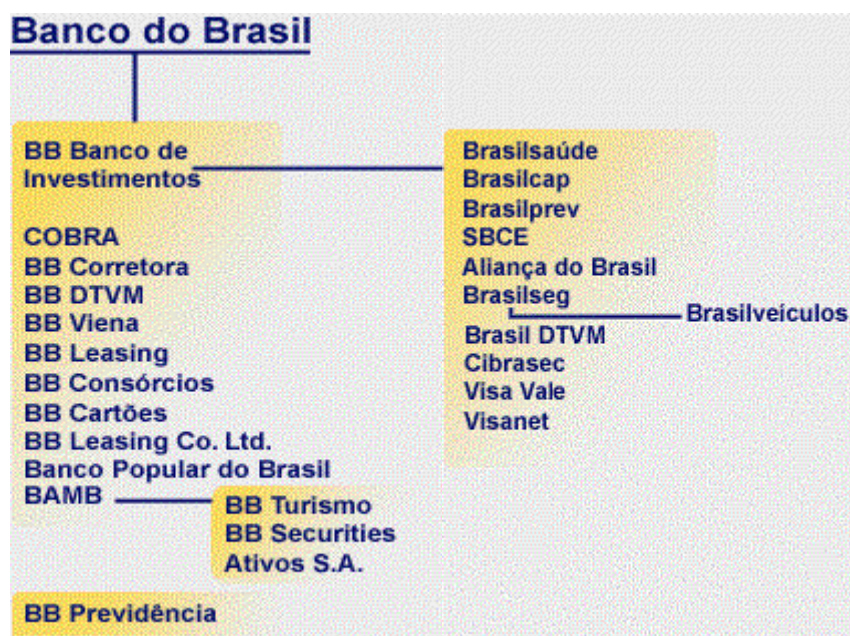 Banco do Brasil
BB Banco de
Investimentos
COBRA
BB Corretora
BB DTVM
BB Viena
BB Leasing
BB Consórcios
BB Cartões
BB Leasing Co. Ltd.
Banco Popular do Brasil
BAMB
BB Turismo
BB Securities
Ativos S.A.
BB Previdência
Brasilsaúde
Brasilcap
Brasilprev
SBCE
Aliança do Brasil
Brasilseg
Brasilveículos
Brasil DTVM
Cibrasec
Visa Vale
Visanet